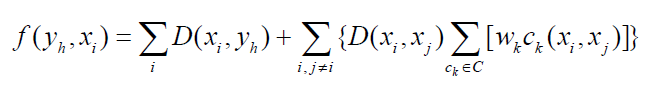 f(y_h, x_i) = ∑_i D(x_i, y_h) + ∑_{i,j≠i} {D(x_i, x_j) ∑_{c_k∈C} [w_k c_k(x_i, x_j)]}